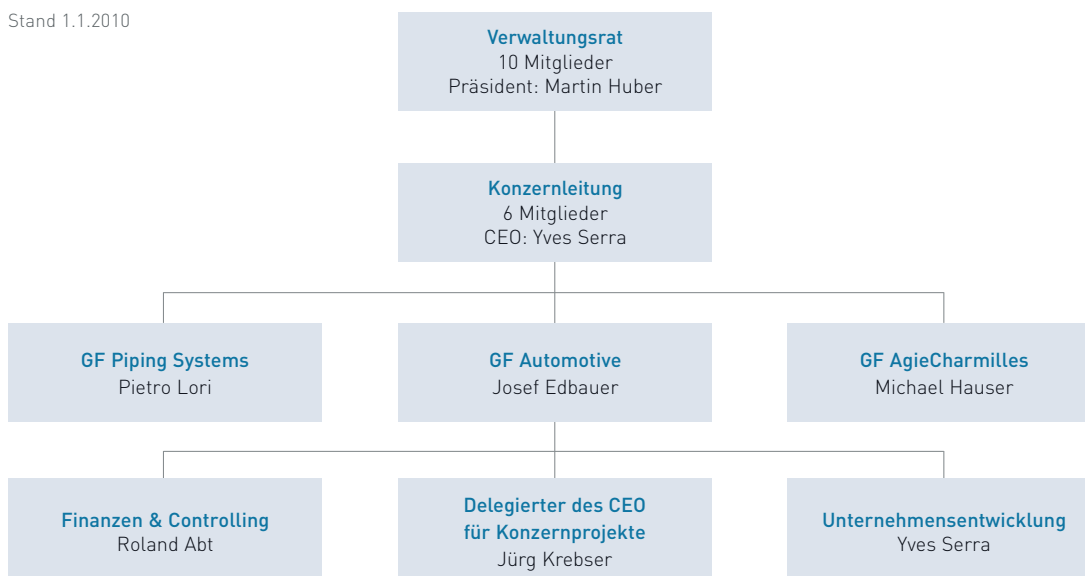 Stand 1.1.2010
Verwaltungsrat
10 Mitglieder
Präsident: Martin Huber
Konzernleitung
6 Mitglieder
CEO: Yves Serra
GF Piping Systems
Pietro Lori
GF Automotive
Josef Edbauer
GF AgieCharmilles
Michael Hauser
Finanzen & Controlling
Roland Abt
Delegierter des CEO
für Konzernprojekte
Jürg Krebser
Unternehmensentwicklung
Yves Serra